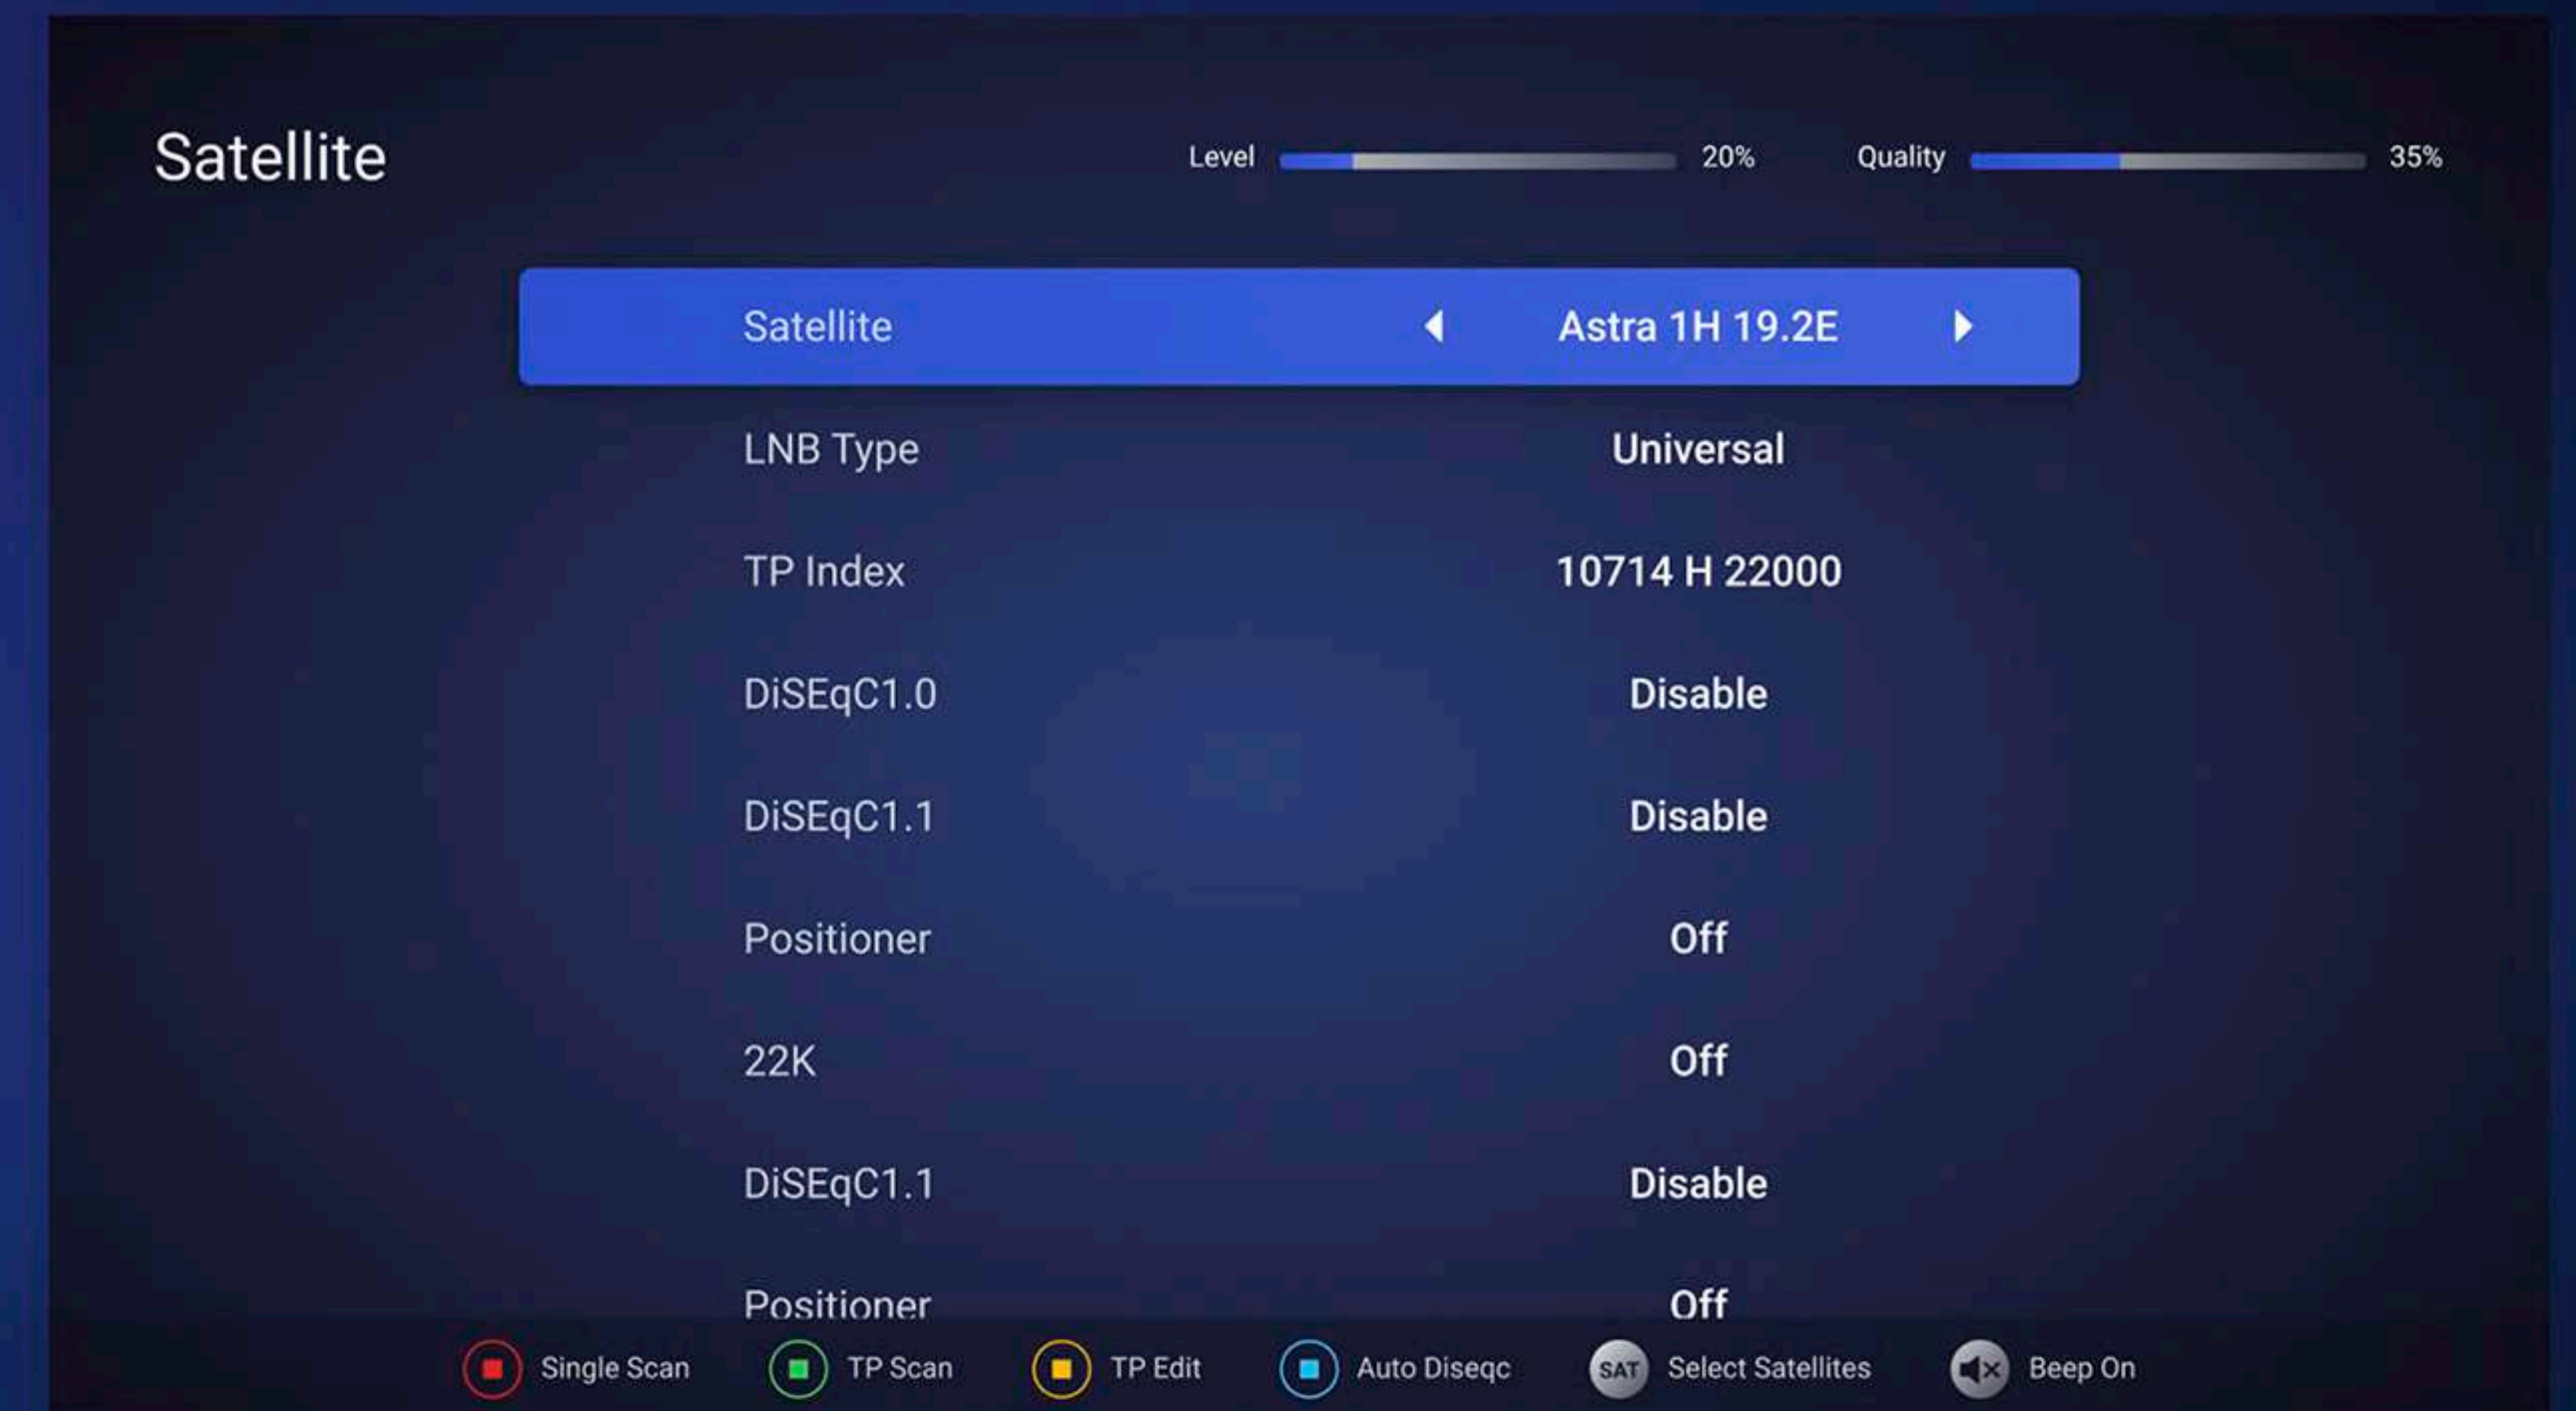 Satellite Level 20% Quality 35%
Satellite Astra 1H 19.2E
LNB Type Universal
TP Index 10714 H 22000
DiSEqC1.0 Disable
DiSEqC1.1 Disable
Positioner Off
22K Off
DiSEqC1.1 Disable
Positioner Off
Single Scan TP Scan TP Edit Auto Diseqc SAT Select Satellites Beep On